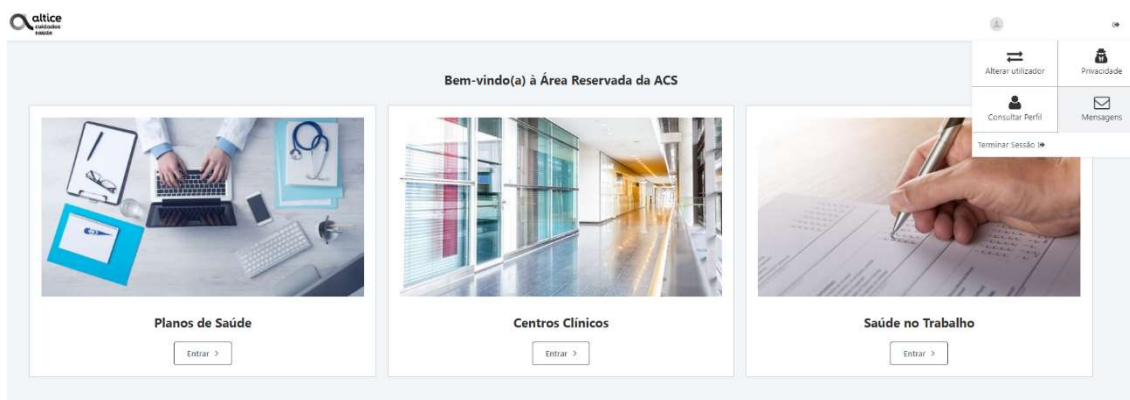 altice
cuidados
saúde
Alterar utilizador
Privacidade
Consultar Perfil
Mensagens
Terminar Sessão
Bem-vindo(a) à Área Reservada da ACS
Planos de Saúde
Entrar >
Centros Clínicos
Entrar >
Saúde no Trabalho
Entrar >